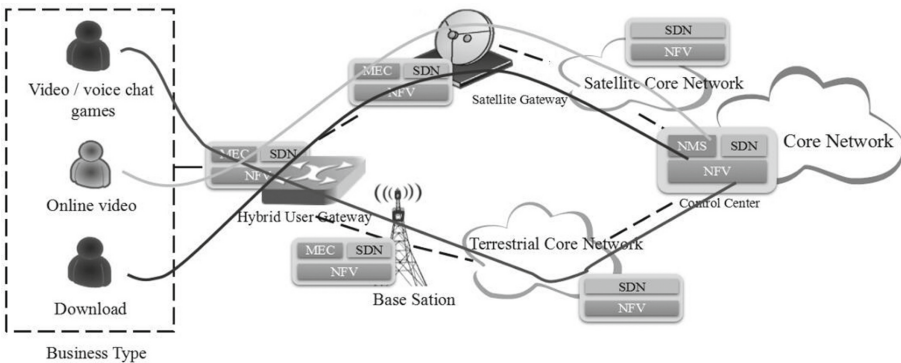 Video / voice chat
games
Online video
Download
Business Type
MEC SDN
NFV
Hybrid User Gateway
MEC SDN
NFV
Satellite Gateway
SDN
NFV
Satellite Core Network
NMS SDN
NFV
Control Center
Core Network
MEC SDN
NFV
Base Sation
Terrestrial Core Network
SDN
NFV